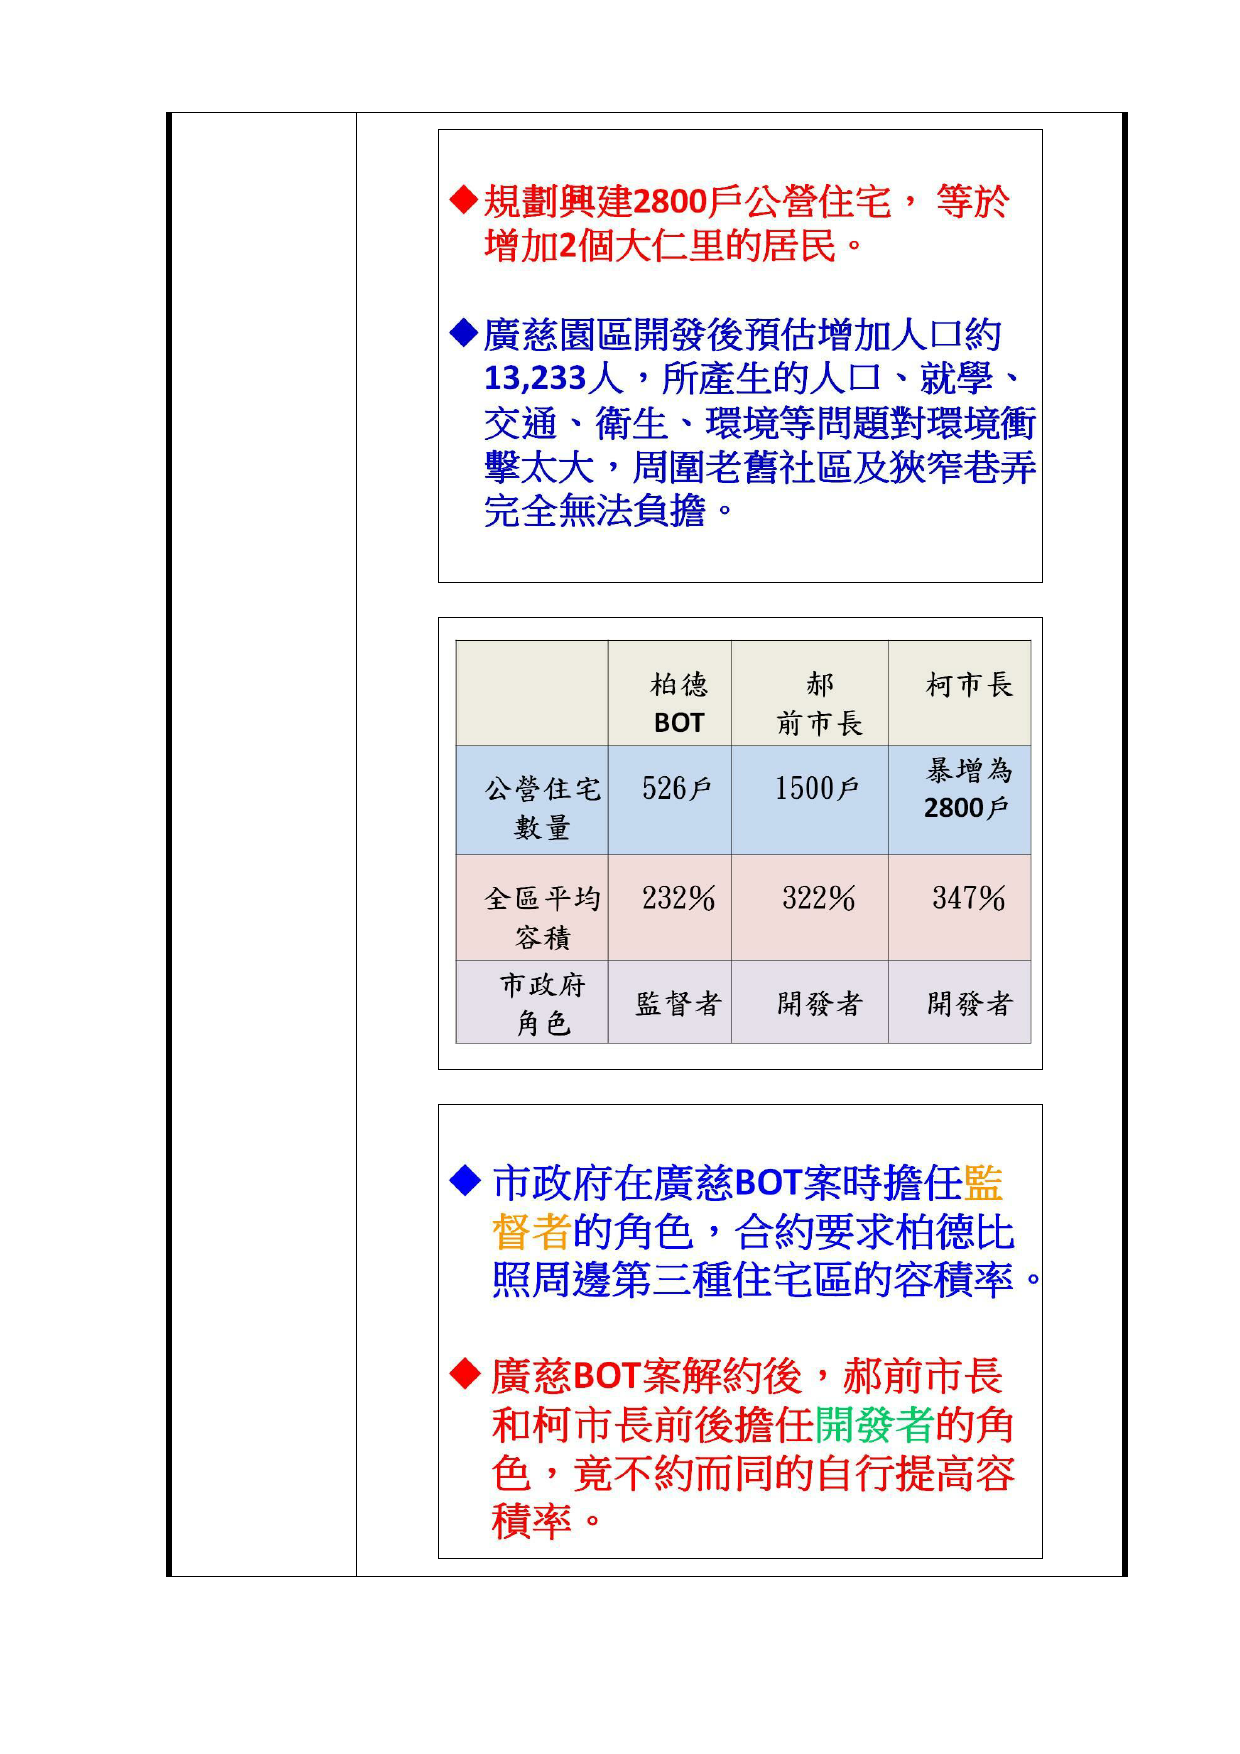 ◆規劃興建2800戶公營住宅， 等於
增加2個大仁里的居民。
◆廣慈園區開發後預估增加人口約
13,233人，所產生的人口、就學、
交通、衛生、環境等問題對環境衝
擊太大，周圍老舊社區及狹窄巷弄
完全無法負擔。
柏德 郝 柯市長
BOT 前市長
公營住宅 526戶 1500戶 暴增為
數量 2800戶
全區平均 232% 322% 347%
容積
市政府 監督者 開發者 開發者
角色
◆ 市政府在廣慈BOT案時擔任監
督者的角色，合約要求柏德比
照周邊第三種住宅區的容積率。
◆ 廣慈BOT案解約後，郝前市長
和柯市長前後擔任開發者的角
色，竟不約而同的自行提高容
積率。